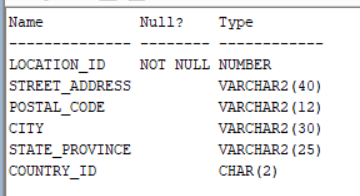 Name Null? Type
-------------- -------- ------------
LOCATION_ID NOT NULL NUMBER
STREET_ADDRESS VARCHAR2(40)
POSTAL_CODE VARCHAR2(12)
CITY VARCHAR2(30)
STATE_PROVINCE VARCHAR2(25)
COUNTRY_ID CHAR(2)